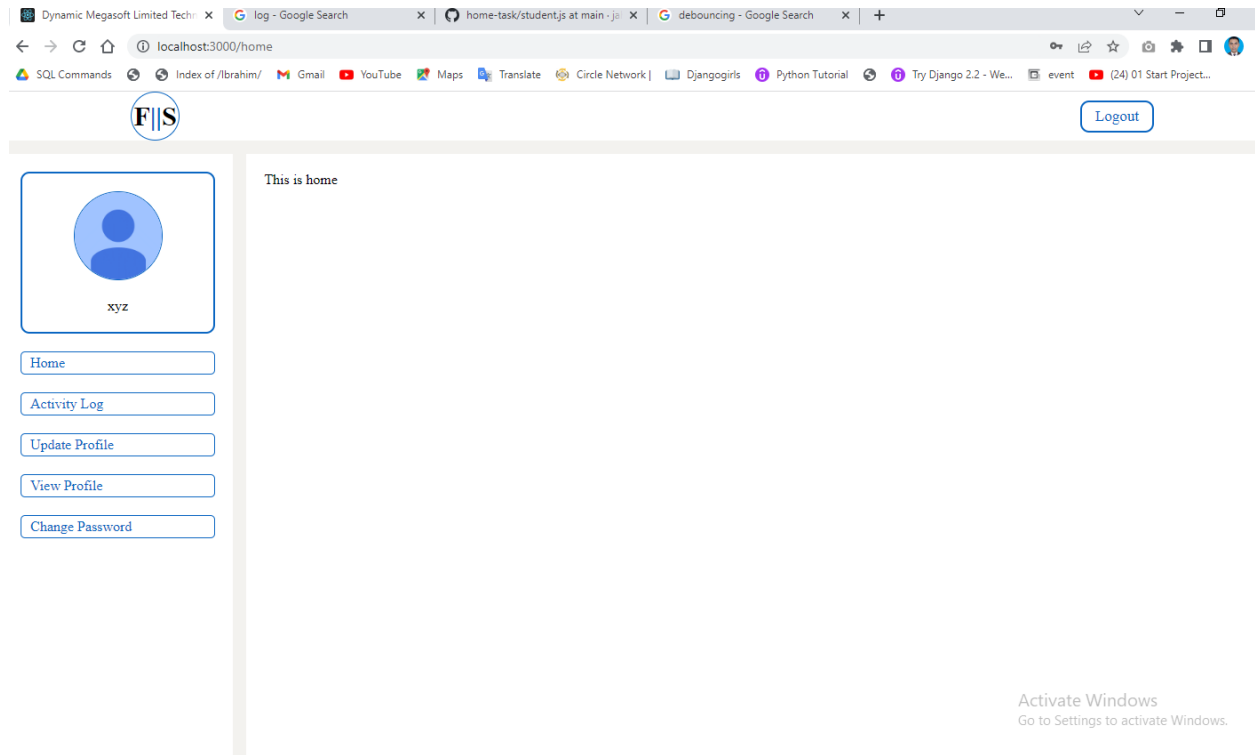 Dynamic Megasoft Limited Techn
log - Google Search
home-task/student.js at main · ja
debouncing - Google Search
localhost:3000/home
SQL Commands
Index of /Ibrahim/
Gmail
YouTube
Maps
Translate
Circle Network |
Djangogirls
Python Tutorial
Try Django 2.2 - We...
event
(24) 01 Start Project...
F||S
Logout
xyz
This is home
Home
Activity Log
Update Profile
View Profile
Change Password
Activate Windows
Go to Settings to activate Windows.